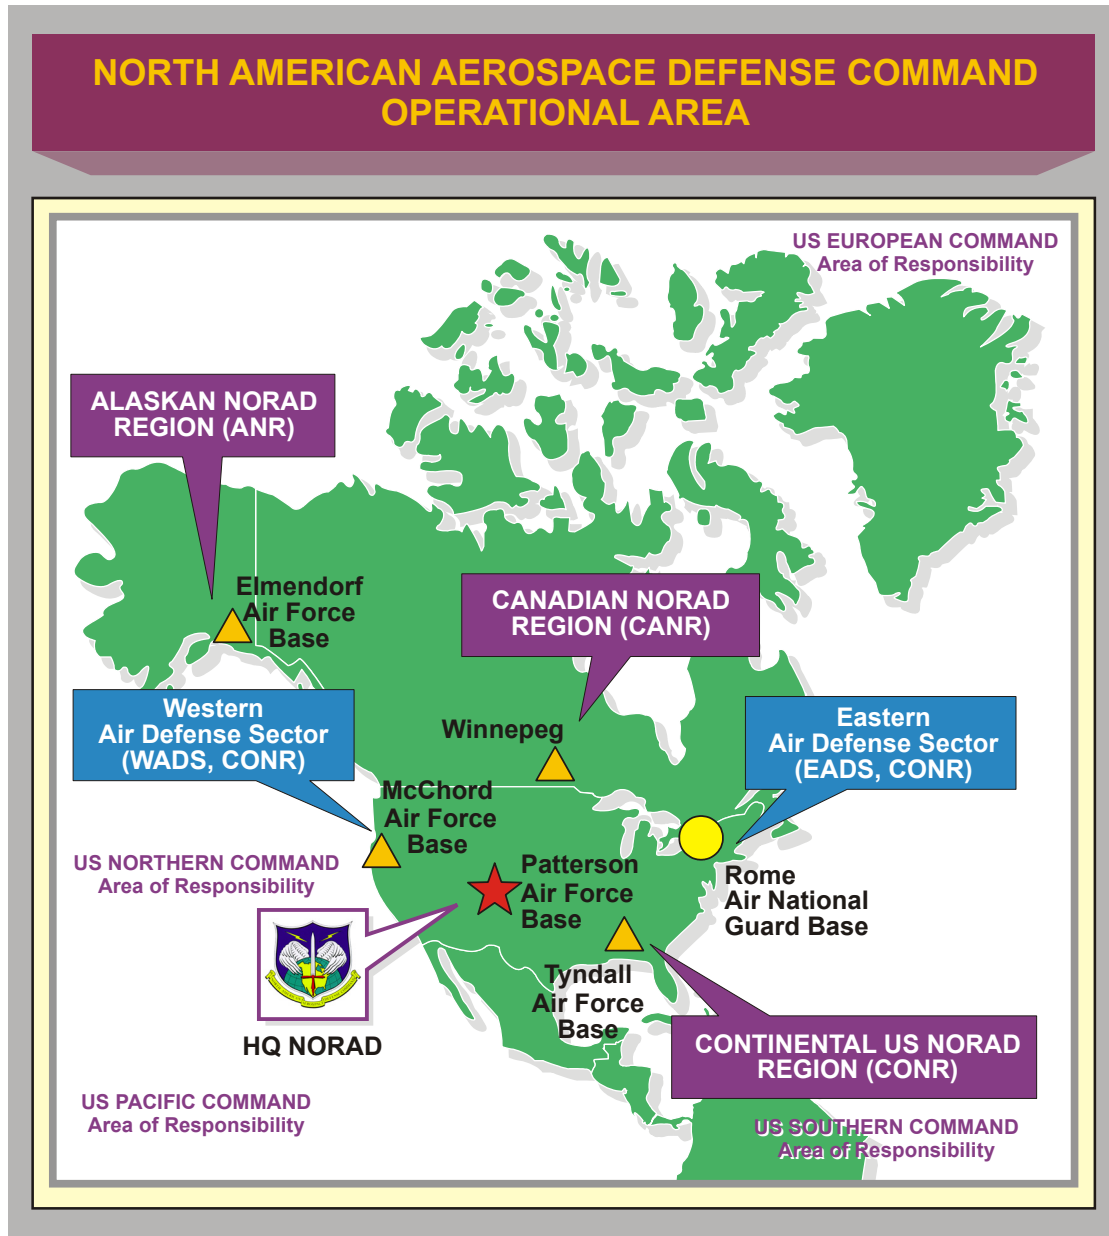 NORTH AMERICAN AEROSPACE DEFENSE COMMAND
OPERATIONAL AREA
US EUROPEAN COMMAND
Area of Responsibility
ALASKAN NORAD
REGION (ANR)
Elmendorf
Air Force
Base
CANADIAN NORAD
REGION (CANR)
Western
Air Defense Sector
(WADS, CONR)
Winnepeg
Eastern
Air Defense Sector
(EADS, CONR)
McChord
Air Force
Base
US NORTHERN COMMAND
Area of Responsibility
Patterson
Air Force
Base
Rome
Air National
Guard Base
HQ NORAD
Tyndall
Air Force
Base
CONTINENTAL US NORAD
REGION (CONR)
US PACIFIC COMMAND
Area of Responsibility
US SOUTHERN COMMAND
Area of Responsibility